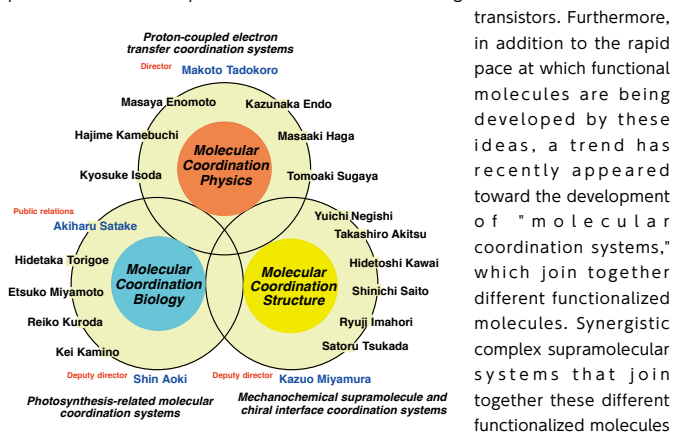 Proton-coupled electron
transfer coordination systems
Director Makoto Tadokoro
Masaya Enomoto
Kazunaka Endo
Hajime Kamebuchi
Masaaki Haga
Kyosuke Isoda
Tomoaki Sugaya
Molecular
Coordination
Physics
Public relations
Akiharu Satake
Hidetaka Torigoe
Etsuko Miyamoto
Reiko Kuroda
Kei Kamino
Deputy director Shin Aoki
Molecular
Coordination
Biology
Photosynthesis-related molecular
coordination systems
Yuichi Negishi
Takashiro Akitsu
Hidetoshi Kawai
Shinichi Saito
Ryuji Imahori
Satoru Tsukada
Deputy director Kazuo Miyamura
Molecular
Coordination
Structure
Mechanochemical supramolecule and
chiral interface coordination systems
transistors. Furthermore,
in addition to the rapid
pace at which functional
molecules are being
developed by these
ideas, a trend has
recently appeared
toward the development
of "molecular
coordination systems,"
which join together
different functionalized
molecules. Synergistic
complex supramolecular
systems that join
together these different
functionalized molecules